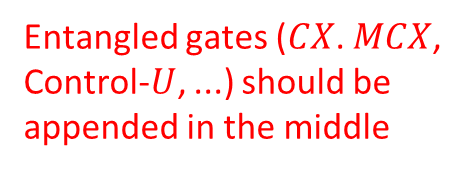 Entangled gates (CX. MCX,
Control-U, ...) should be
appended in the middle